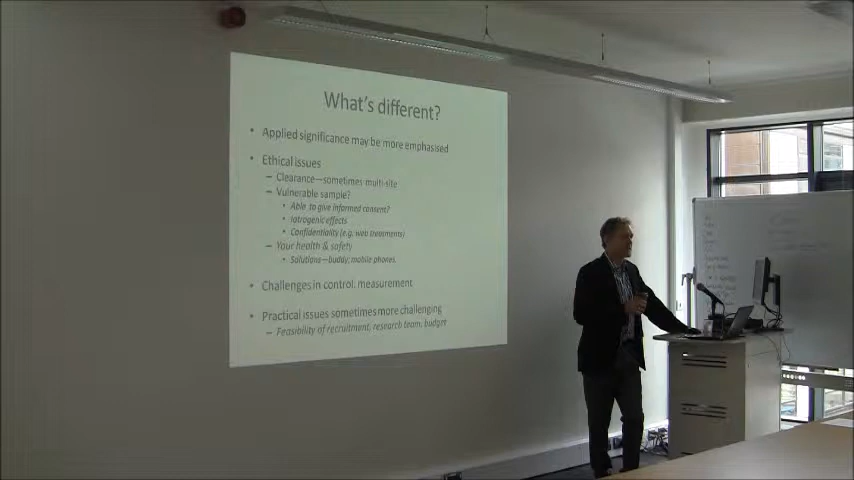 What's different?
• Applied significance may be more emphasised
• Ethical issues
– Clearance—sometimes multi-site
– Vulnerable sample?
• Able to give informed consent?
• Iatrogenic effects
• Confidentiality (e.g. web treatments)
– Your health & safety
• Solutions—buddy, mobile phones.
• Challenges in control, measurement
• Practical issues sometimes more challenging
– Feasibility of recruitment, research team, budget